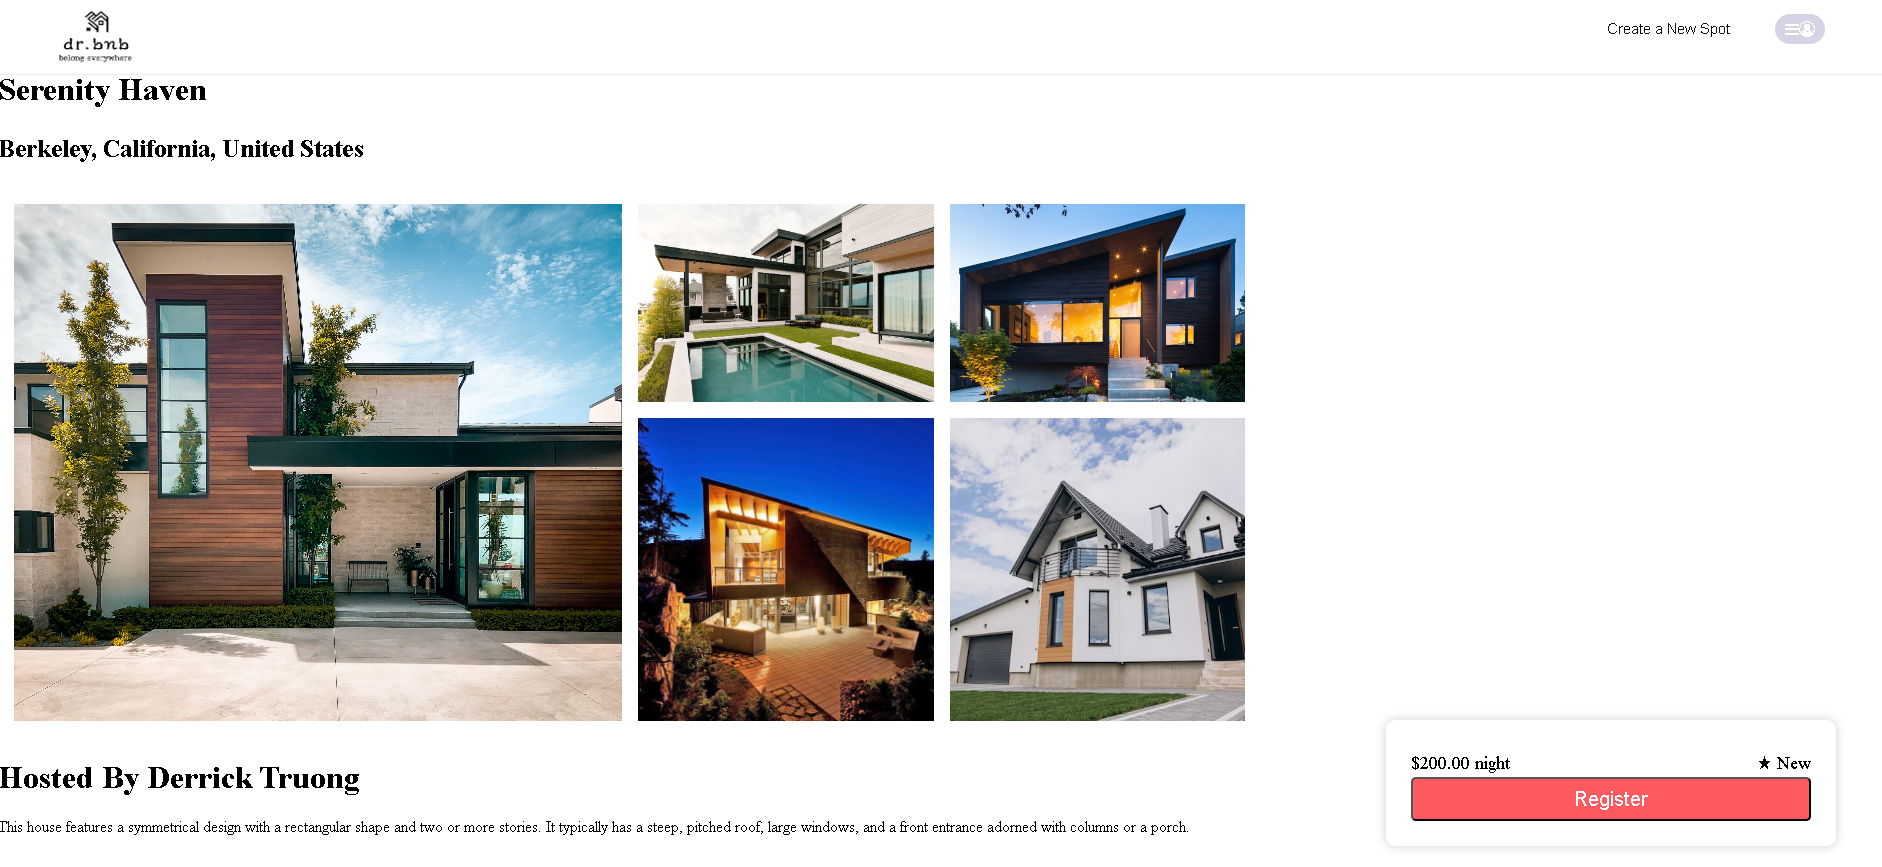 dr.bnb
belong everywhere
Create a New Spot
Serenity Haven
Berkeley, California, United States
Hosted By Derrick Truong
This house features a symmetrical design with a rectangular shape and two or more stories. It typically has a steep, pitched roof, large windows, and a front entrance adorned with columns or a porch.
$200.00 night
★ New
Register